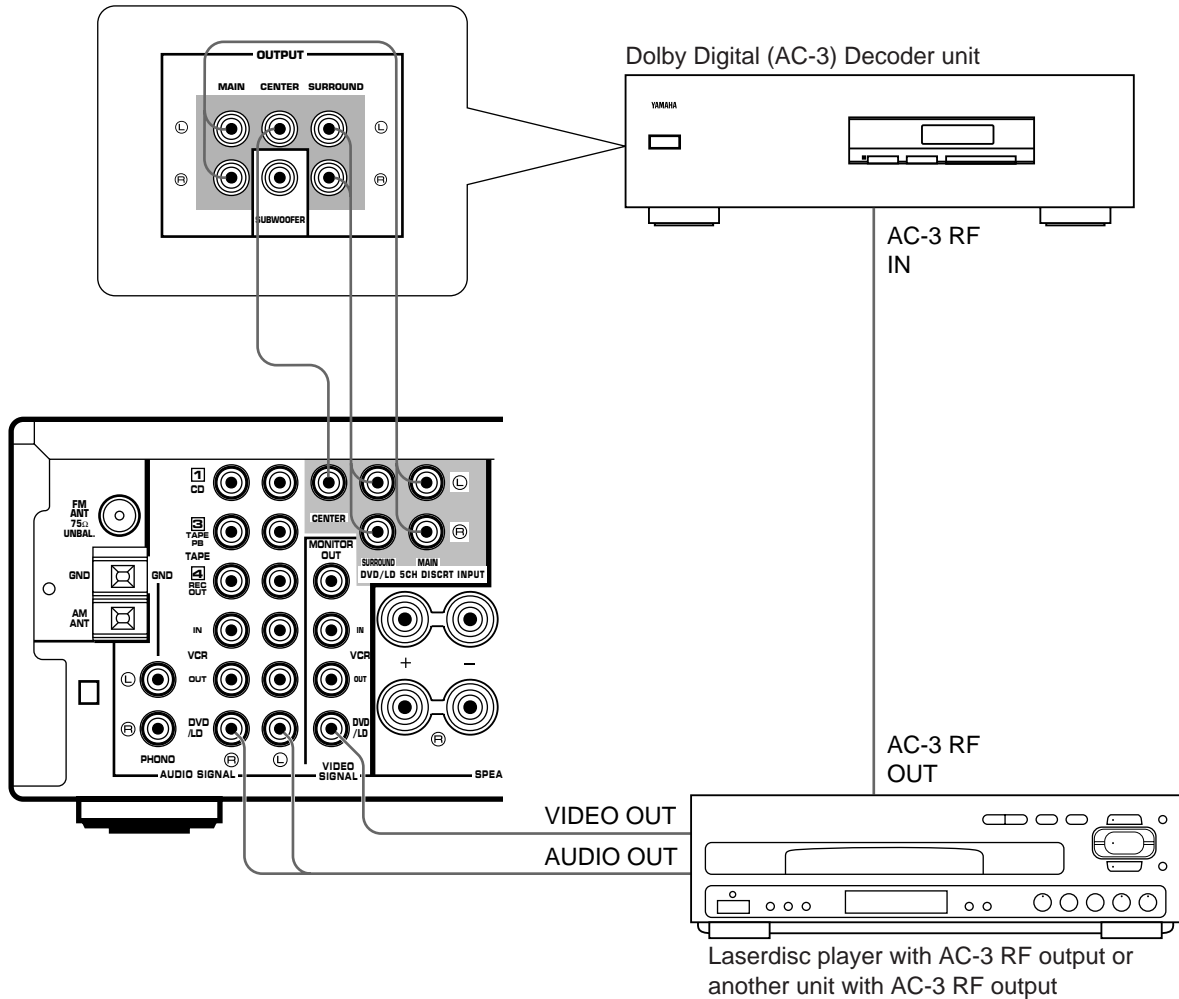 OUTPUT
MAIN CENTER SURROUND
L L
R R
SUBWOOFER
Dolby Digital (AC-3) Decoder unit
YAMAHA
AC-3 RF
IN
1
CD
FM
ANT
75Ω
UNBAL.
3
TAPE
PB
TAPE
4
REC
OUT
GND GND
AM
ANT
IN
VCR
OUT
L
R
DVD
/LD
PHONO
R L
AUDIO SIGNAL
CENTER
L
R
MONITOR
OUT
SURROUND MAIN
DVD/LD 5CH DISCRT INPUT
IN
VCR
OUT
DVD
/LD
VIDEO
SIGNAL
+ −
R
SPEA
AC-3 RF
OUT
VIDEO OUT
AUDIO OUT
Laserdisc player with AC-3 RF output or
another unit with AC-3 RF output